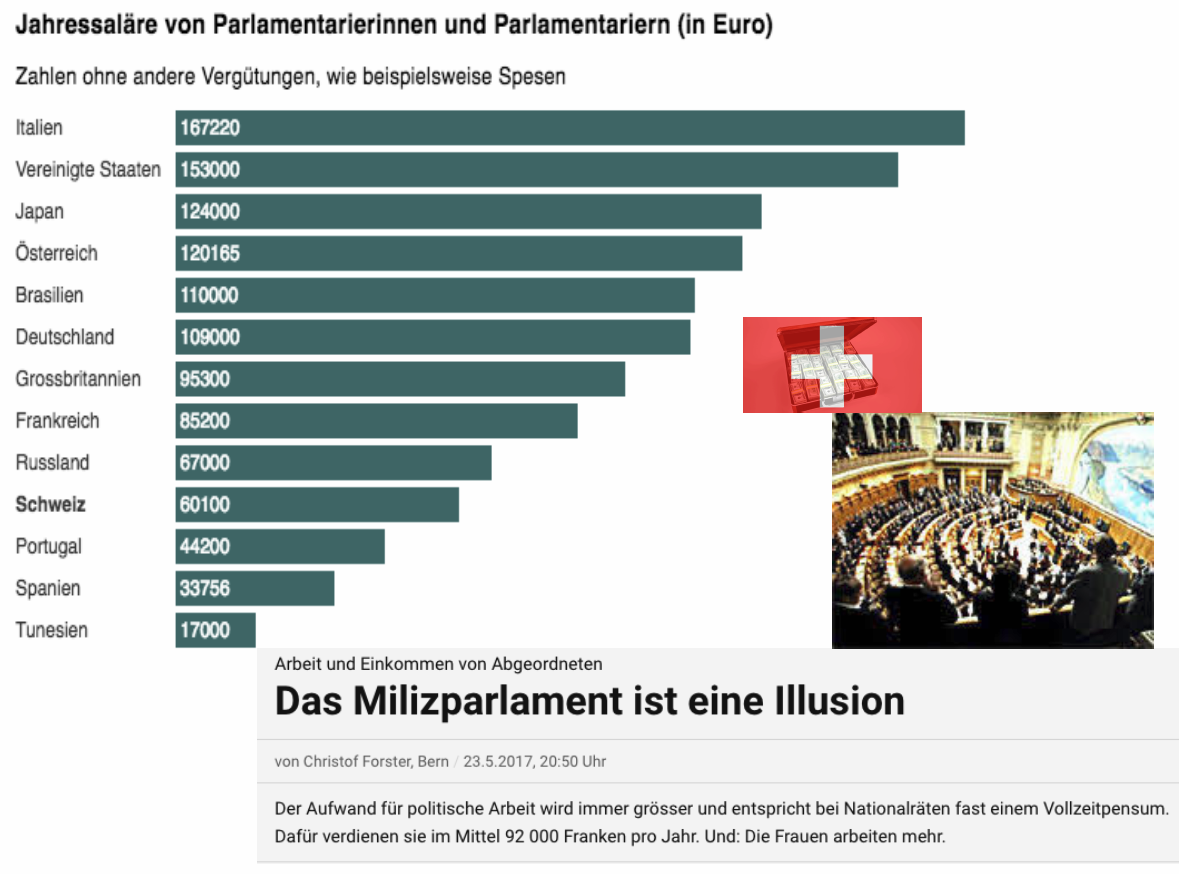 Jahressaläre von Parlamentarierinnen und Parlamentariern (in Euro)
Zahlen ohne andere Vergütungen, wie beispielsweise Spesen
Italien 167220
Vereinigte Staaten 153000
Japan 124000
Österreich 120165
Brasilien 110000
Deutschland 109000
Grossbritannien 95300
Frankreich 85200
Russland 67000
Schweiz 60100
Portugal 44200
Spanien 33756
Tunesien 17000
Arbeit und Einkommen von Abgeordneten
Das Milizparlament ist eine Illusion
von Christof Forster, Bern / 23.5.2017, 20:50 Uhr
Der Aufwand für politische Arbeit wird immer grösser und entspricht bei Nationalräten fast einem Vollzeitpensum.
Dafür verdienen sie im Mittel 92 000 Franken pro Jahr. Und: Die Frauen arbeiten mehr.